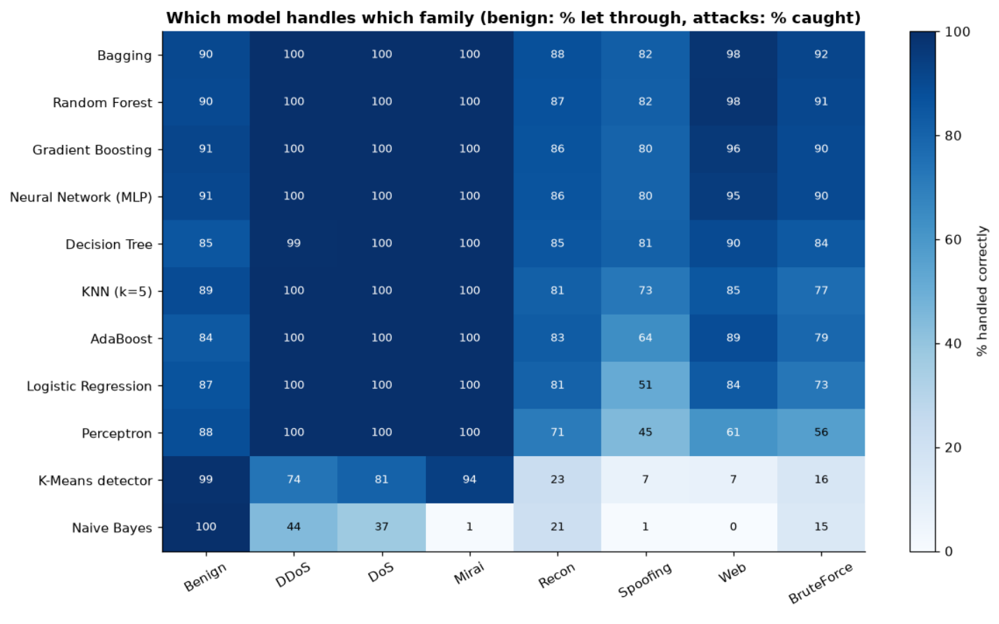 Which model handles which family (benign: % let through, attacks: % caught)
Bagging 90 100 100 100 88 82 98 92
Random Forest 90 100 100 100 87 82 98 91
Gradient Boosting 91 100 100 100 86 80 96 90
Neural Network (MLP) 91 100 100 100 86 80 95 90
Decision Tree 85 99 100 100 85 81 90 84
KNN (k=5) 89 100 100 100 81 73 85 77
AdaBoost 84 100 100 100 83 64 89 79
Logistic Regression 87 100 100 100 81 51 84 73
Perceptron 88 100 100 100 71 45 61 56
K-Means detector 99 74 81 94 23 7 7 16
Naive Bayes 100 44 37 1 21 1 0 15
Benign DDoS DoS Mirai Recon Spoofing Web BruteForce
100
80
60
40
20
0
% handled correctly